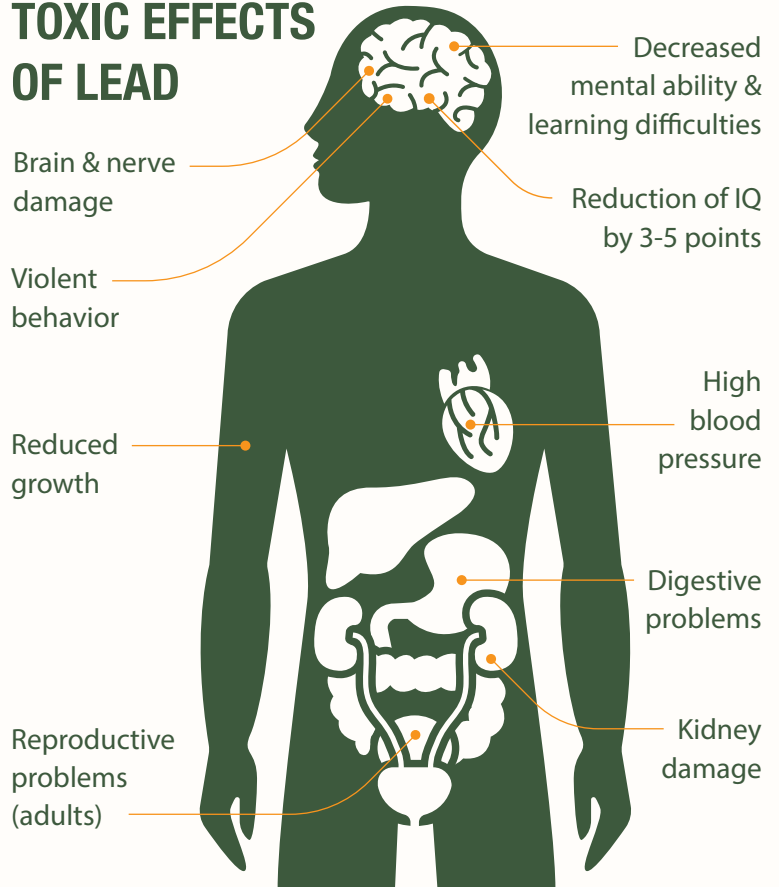 TOXIC EFFECTS
OF LEAD
Decreased
mental ability &
learning difficulties
Brain & nerve
damage
Reduction of IQ
by 3-5 points
Violent
behavior
High
blood
pressure
Reduced
growth
Digestive
problems
Kidney
damage
Reproductive
problems
(adults)